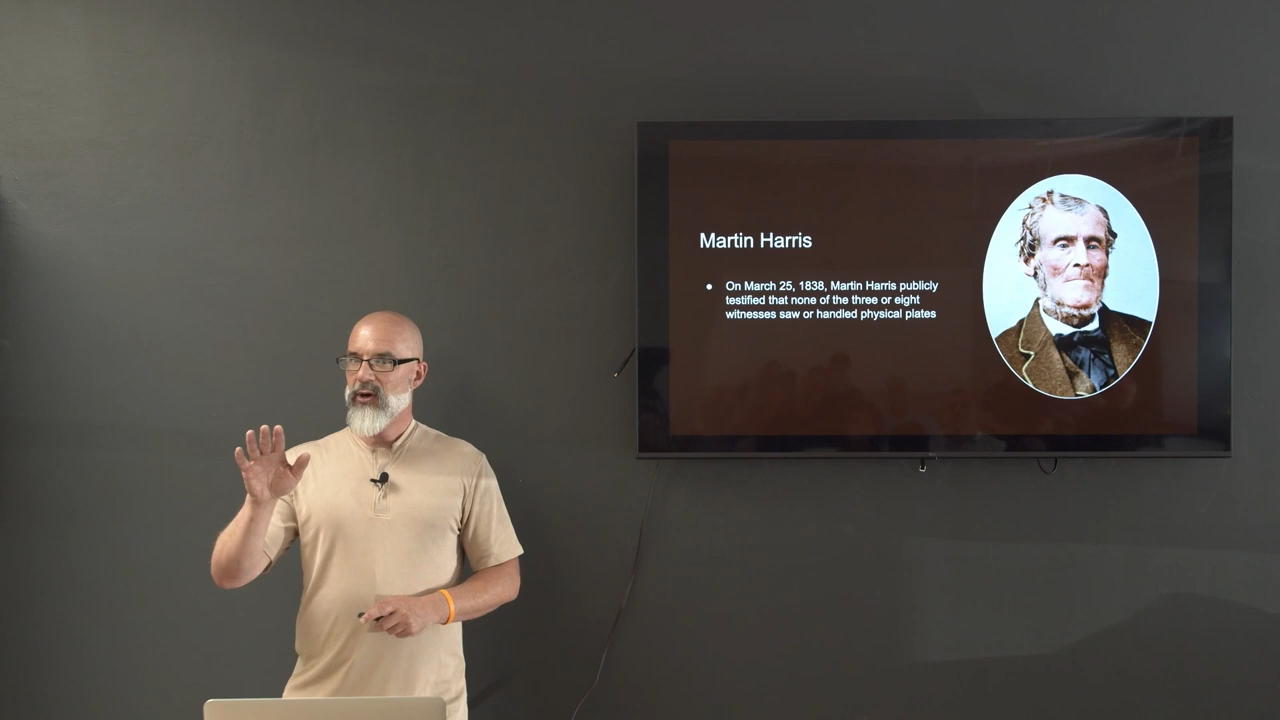 Martin Harris
● On March 25, 1838, Martin Harris publicly
testified that none of the three or eight
witnesses saw or handled physical plates